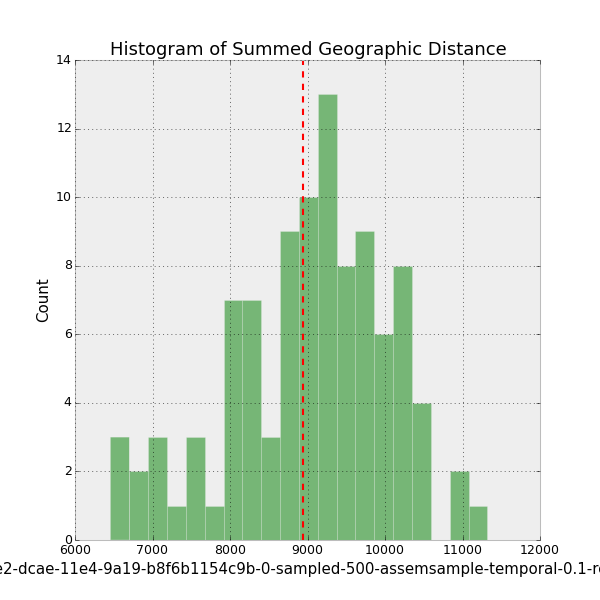 Histogram of Summed Geographic Distance
14
12
10
8
6
4
2
0
Count
6000 7000 8000 9000 10000 11000 12000
e2-dcae-11e4-9a19-b8f6b1154c9b-0-sampled-500-assemsample-temporal-0.1-r